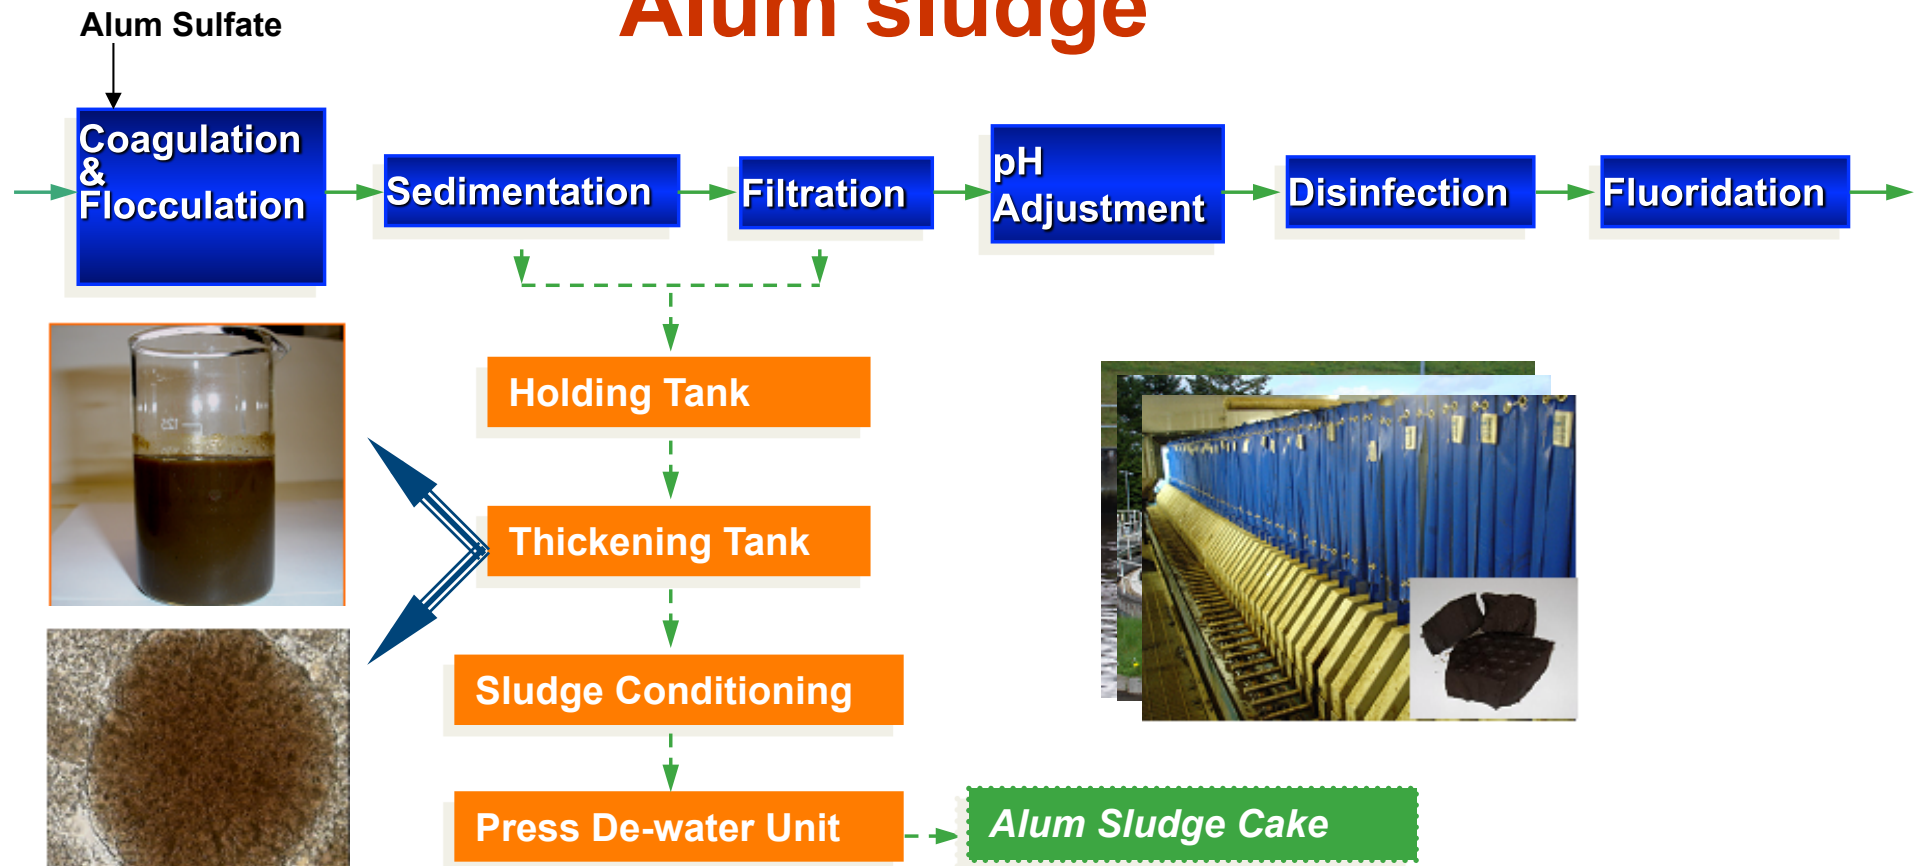 Alum sludge
Alum Sulfate
Coagulation
&
Flocculation
Sedimentation
Filtration
pH
Adjustment
Disinfection
Fluoridation
Holding Tank
Thickening Tank
Sludge Conditioning
Press De-water Unit
Alum Sludge Cake